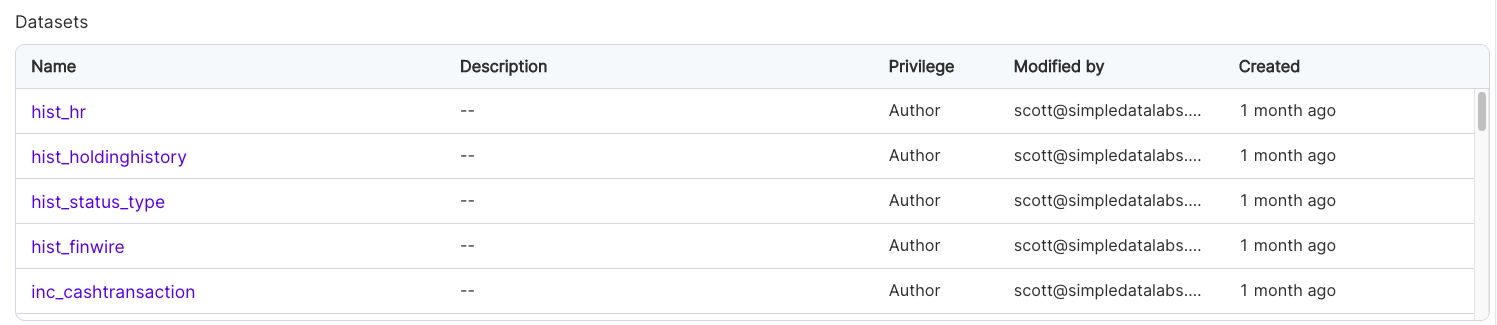 Datasets
Name Description Privilege Modified by Created
hist_hr -- Author scott@simpledatalabs.... 1 month ago
hist_holdinghistory -- Author scott@simpledatalabs.... 1 month ago
hist_status_type -- Author scott@simpledatalabs.... 1 month ago
hist_finwire -- Author scott@simpledatalabs.... 1 month ago
inc_cashtransaction -- Author scott@simpledatalabs.... 1 month ago